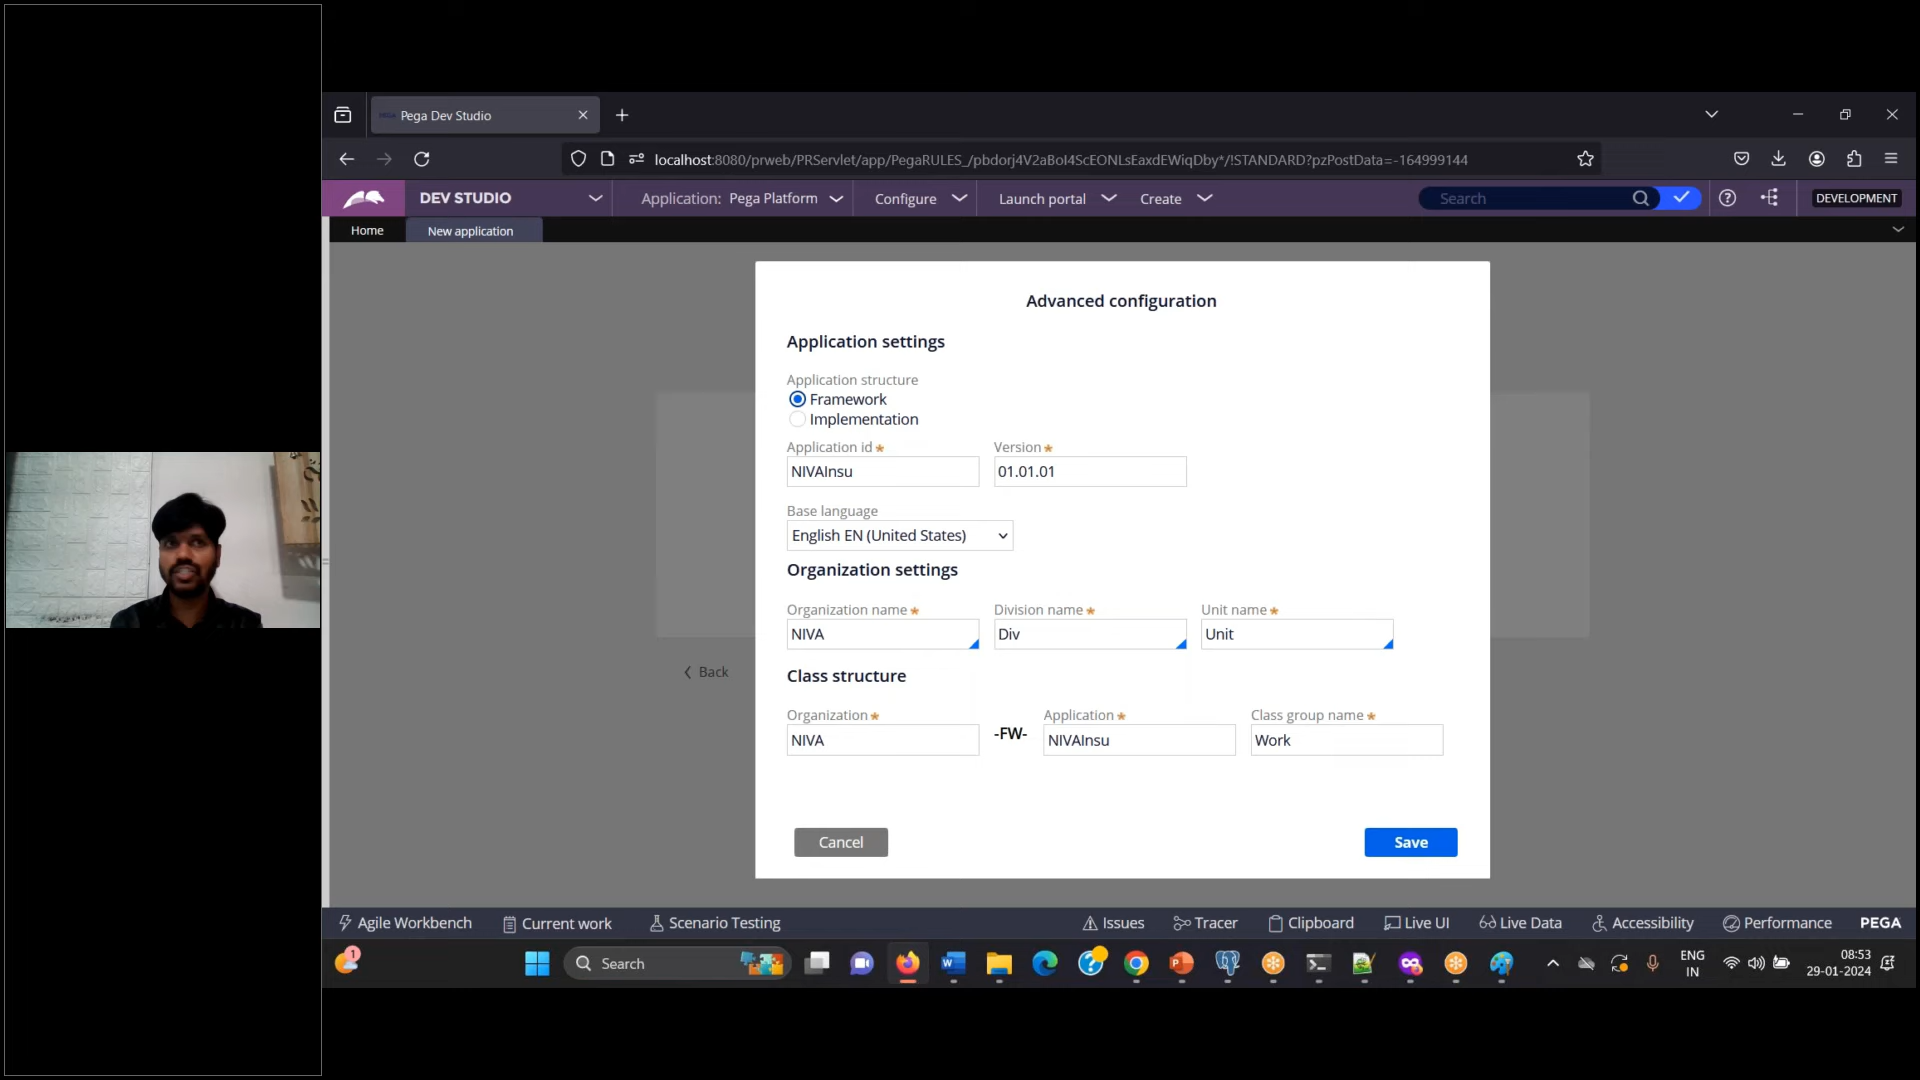 Pega Dev Studio
localhost:8080/prweb/PRServlet/app/PegaRULES_/pbdorj4V2aBoI4ScEONLsEaxdEWiqDby*/!STANDARD?pzPostData=-164999144
DEV STUDIO
Application: Pega Platform
Configure
Launch portal
Create
Search
DEVELOPMENT
Home
New application
Advanced configuration
Application settings
Application structure
Framework
Implementation
Application id * Version *
NIVAInsu 01.01.01
Base language
English EN (United States)
Organization settings
Organization name * Division name * Unit name *
NIVA Div Unit
Back
Class structure
Organization * Application * Class group name *
NIVA -FW- NIVAInsu Work
Cancel Save
Agile Workbench Current work Scenario Testing Issues Tracer Clipboard Live UI Live Data Accessibility Performance PEGA
1
Search
ENG
IN
08:53
29-01-2024